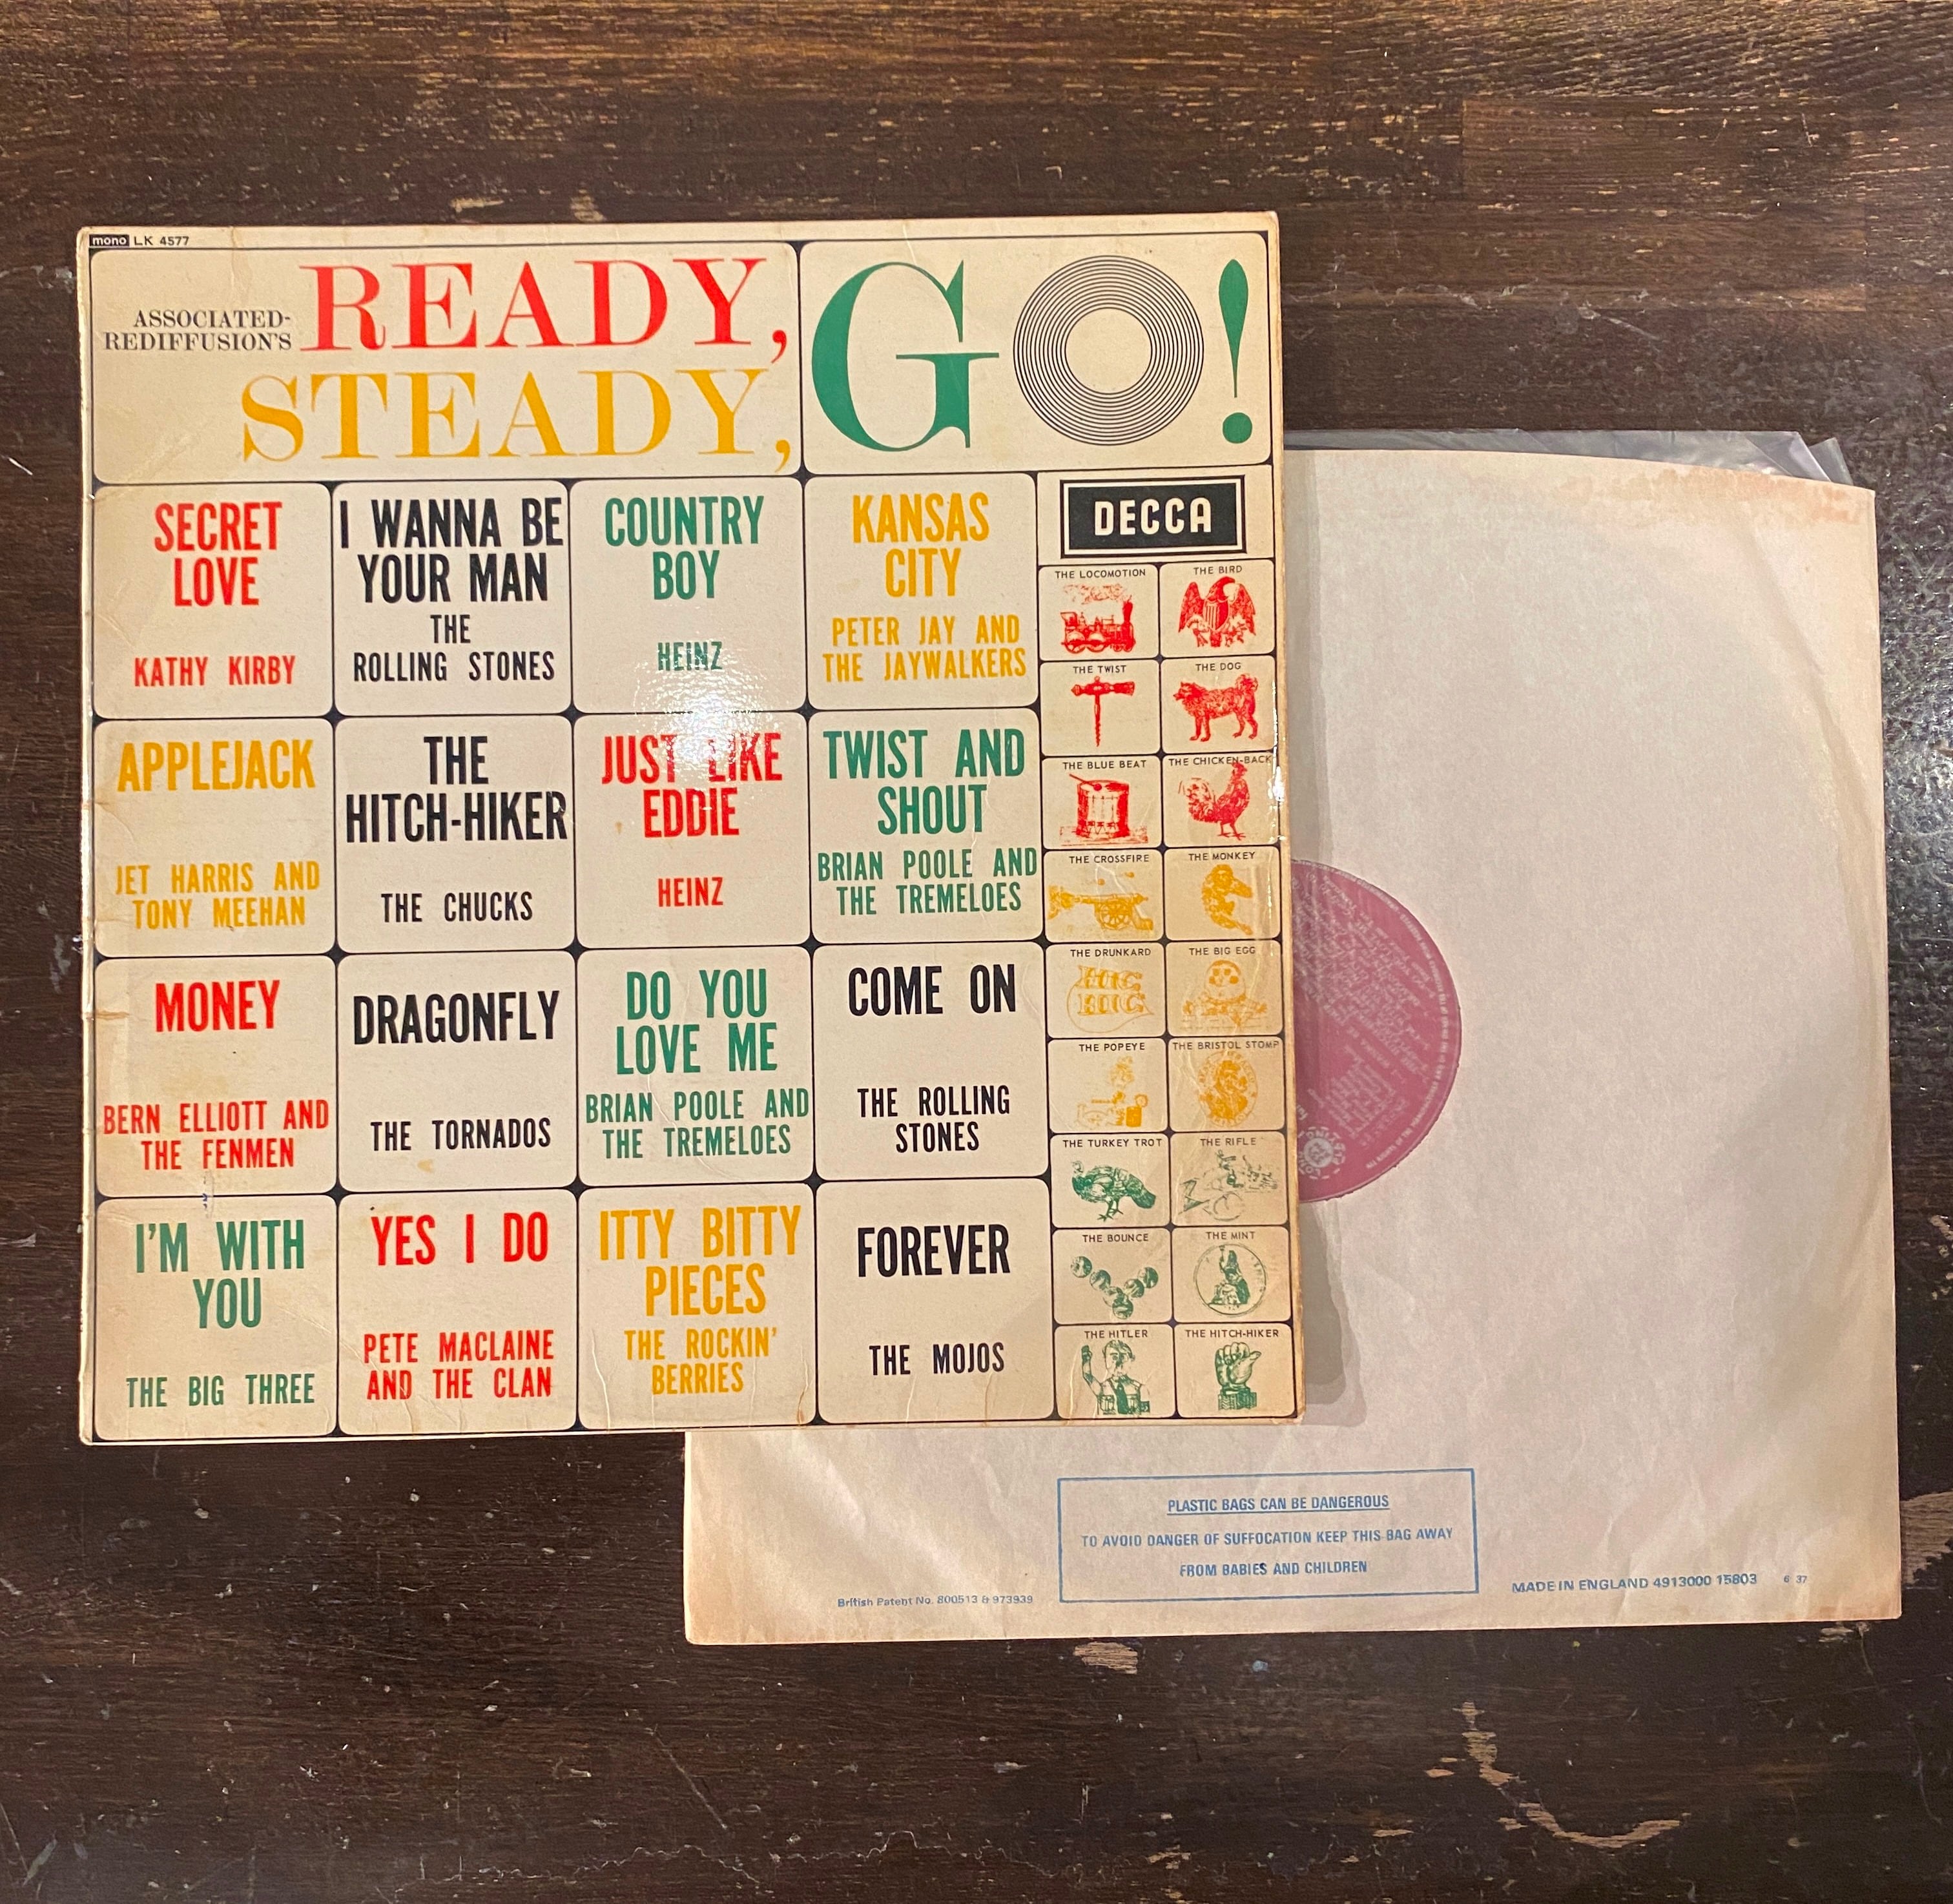 mono LK 4577
ASSOCIATED-
REDIFFUSION'S
READY,
STEADY,
GO!
SECRET
LOVE
KATHY KIRBY
I WANNA BE
YOUR MAN
THE
ROLLING STONES
COUNTRY
BOY
HEINZ
KANSAS
CITY
PETER JAY AND
THE JAYWALKERS
DECCA
APPLEJACK
JET HARRIS AND
TONY MEEHAN
THE
HITCH-HIKER
THE CHUCKS
JUST LIKE
EDDIE
HEINZ
TWIST AND
SHOUT
BRIAN POOLE AND
THE TREMELOES
MONEY
BERN ELLIOTT AND
THE FENMEN
DRAGONFLY
THE TORNADOS
DO YOU
LOVE ME
BRIAN POOLE AND
THE TREMELOES
COME ON
THE ROLLING
STONES
I'M WITH
YOU
THE BIG THREE
YES I DO
PETE MACLAINE
AND THE CLAN
ITTY BITTY
PIECES
THE ROCKIN'
BERRIES
FOREVER
THE MOJOS
THE LOCOMOTION
THE BIRD
THE TWIST
THE DOG
THE BLUE BEAT
THE CHICKEN-BACK
THE CROSSFIRE
THE MONKEY
THE DRUNKARD
HIC
HIC
THE BIG EGG
THE POPEYE
THE BRISTOL STOMP
THE TURKEY TROT
THE RIFLE
THE BOUNCE
THE MINT
THE HITLER
THE HITCH-HIKER
PLASTIC BAGS CAN BE DANGEROUS
TO AVOID DANGER OF SUFFOCATION KEEP THIS BAG AWAY
FROM BABIES AND CHILDREN
British Patent No. 800513 & 973939
MADE IN ENGLAND 4913000 15803 6 37